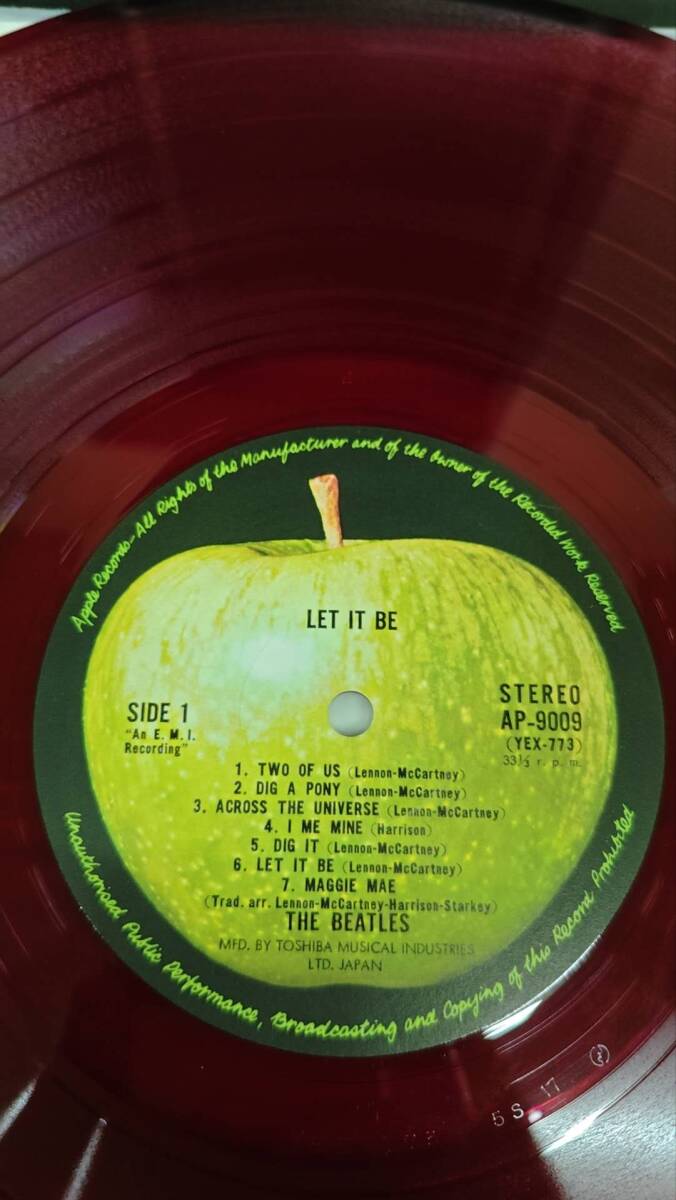 Apple Records-All Rights of the Manufacturer and of the Owner of the Recorded Work Reserved
LET IT BE
SIDE 1
"An E. M. I.
Recording"
STEREO
AP-9009
(YEX-773)
33⅓ r. p. m.
1. TWO OF US (Lennon-McCartney)
2. DIG A PONY (Lennon-McCartney)
3. ACROSS THE UNIVERSE (Lennon-McCartney)
4. I ME MINE (Harrison)
5. DIG IT (Lennon-McCartney)
6. LET IT BE (Lennon-McCartney)
7. MAGGIE MAE
(Trad. arr. Lennon-McCartney-Harrison-Starkey)
THE BEATLES
MFD. BY TOSHIBA MUSICAL INDUSTRIES
LTD. JAPAN
Unauthorised Public Performance, Broadcasting and Copying of this Record Prohibited
5 S 17